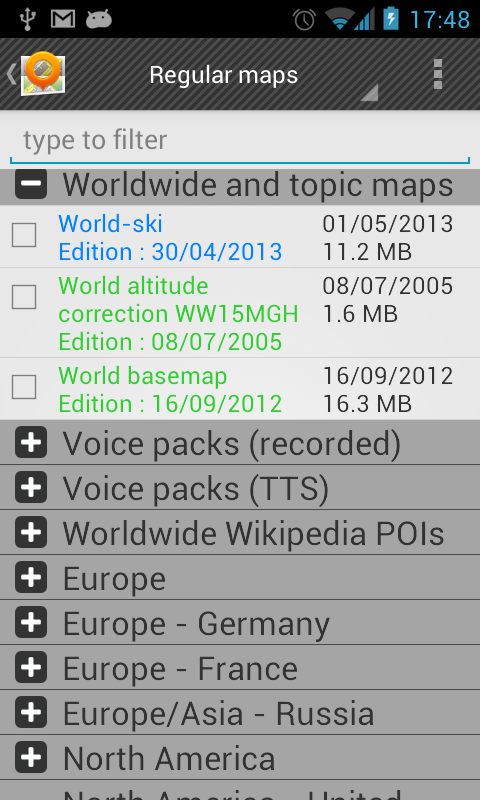 17:48
Regular maps
type to filter
Worldwide and topic maps
World-ski 01/05/2013
Edition : 30/04/2013 11.2 MB
World altitude 08/07/2005
correction WW15MGH 1.6 MB
Edition : 08/07/2005
World basemap 16/09/2012
Edition : 16/09/2012 16.3 MB
Voice packs (recorded)
Voice packs (TTS)
Worldwide Wikipedia POIs
Europe
Europe - Germany
Europe - France
Europe/Asia - Russia
North America
North America - United